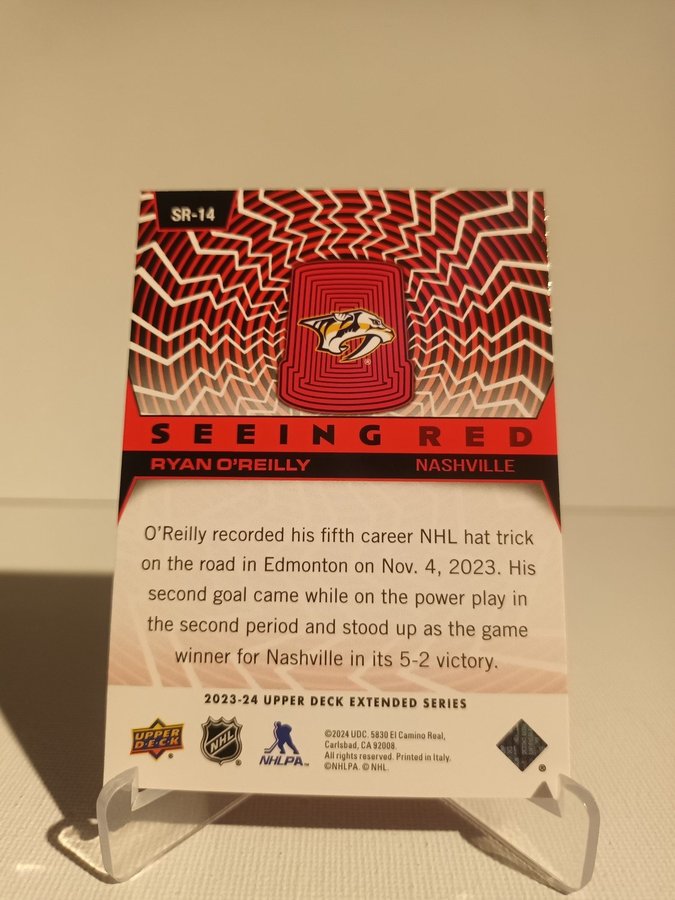 SR-14
SEEING RED
RYAN O'REILLY NASHVILLE
O'Reilly recorded his fifth career NHL hat trick
on the road in Edmonton on Nov. 4, 2023. His
second goal came while on the power play in
the second period and stood up as the game
winner for Nashville in its 5-2 victory.
2023-24 UPPER DECK EXTENDED SERIES
UPPER DECK
NHL
NHLPA
©2024 UDC. 5830 El Camino Real,
Carlsbad, CA 92008.
All rights reserved. Printed in Italy.
©NHLPA. © NHL.